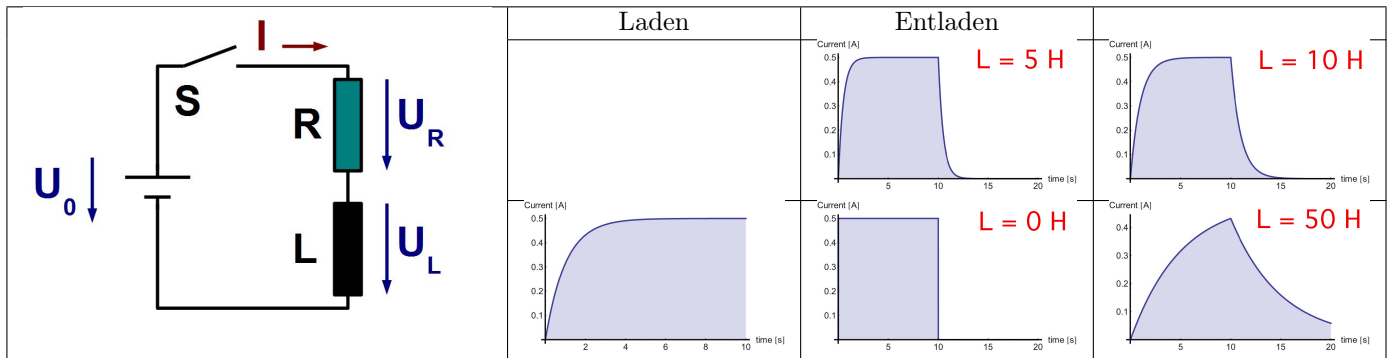 I
S
R
U_R
U_0
L
U_L
Laden
Entladen
Current [A]
L = 5 H
0.5
0.4
0.3
0.2
0.1
5
10
15
20
time [s]
Current [A]
L = 10 H
0.5
0.4
0.3
0.2
0.1
5
10
15
20
time [s]
Current [A]
0.5
0.4
0.3
0.2
0.1
2
4
6
8
10
time [s]
Current [A]
L = 0 H
0.5
0.4
0.3
0.2
0.1
5
10
15
20
time [s]
Current [A]
L = 50 H
0.4
0.3
0.2
0.1
5
10
15
20
time [s]